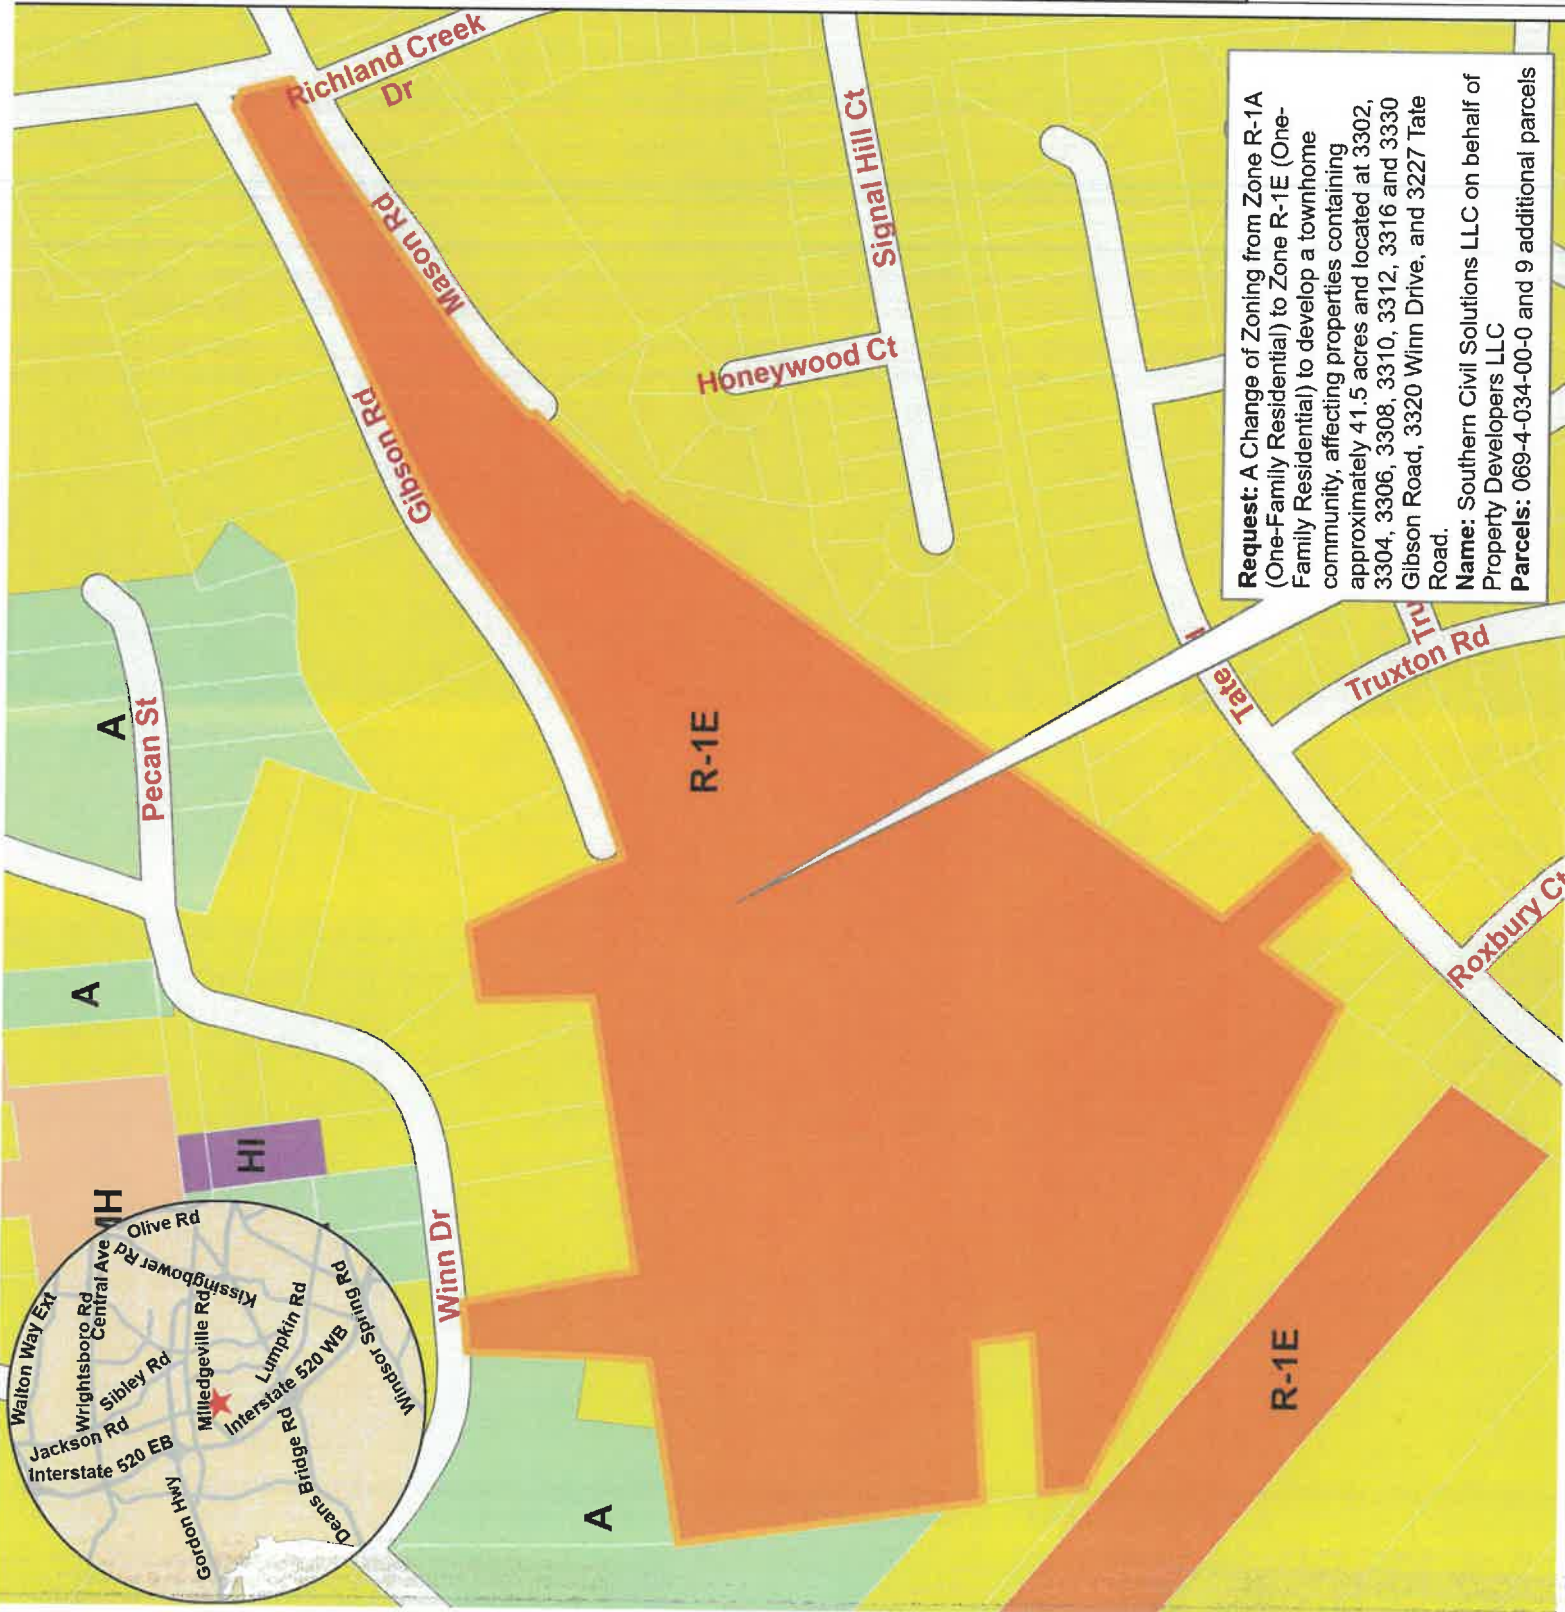 Richland Creek
Dr
Mason Rd
Gibson Rd
Signal Hill Ct
Honeywood Ct
Pecan St
A
A
A
HI
MH
Winn Dr
R-1E
R-1E
Tate
Truxton Rd
Tru
Roxbury Ct
Walton Way Ext
Wrightsboro Rd
Central Ave
Olive Rd
Kissingbower Rd
Jackson Rd
Sibley Rd
Milledgeville Rd
Lumpkin Rd
Interstate 520 EB
Interstate 520 WB
Gordon Hwy
Deans Bridge Rd
Windsor Spring Rd
Request: A Change of Zoning from Zone R-1A
(One-Family Residential) to Zone R-1E (One-
Family Residential) to develop a townhome
community, affecting properties containing
approximately 41.5 acres and located at 3302,
3304, 3306, 3308, 3310, 3312, 3316 and 3330
Gibson Road, 3320 Winn Drive, and 3227 Tate
Road.
Name: Southern Civil Solutions LLC on behalf of
Property Developers LLC
Parcels: 069-4-034-00-0 and 9 additional parcels